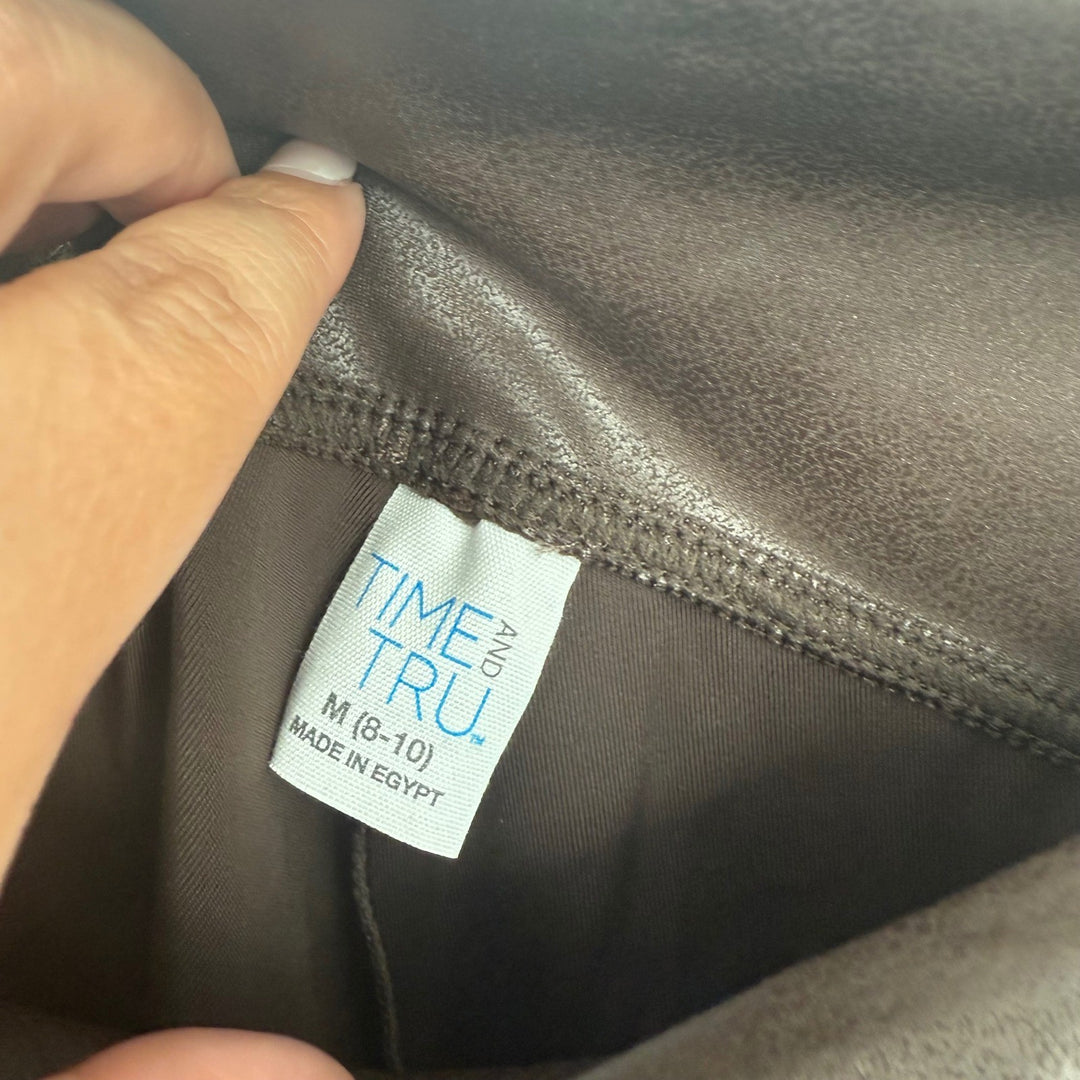 TIME
AND
TRU™
M (8-10)
MADE IN EGYPT